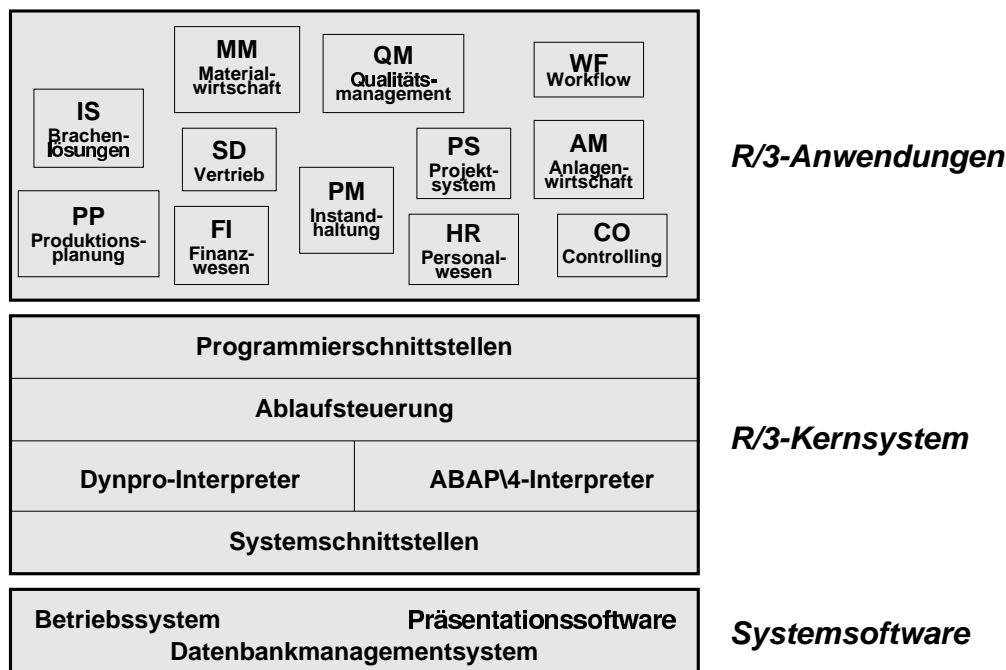 MM
Material-
wirtschaft
QM
Qualitäts-
management
WF
Workflow
IS
Brachen-
lösungen
SD
Vertrieb
PS
Projekt-
system
AM
Anlagen-
wirtschaft
PM
Instand-
haltung
PP
Produktions-
planung
FI
Finanz-
wesen
HR
Personal-
wesen
CO
Controlling
R/3-Anwendungen
Programmierschnittstellen
Ablaufsteuerung
Dynpro-Interpreter
ABAP\4-Interpreter
Systemschnittstellen
R/3-Kernsystem
Betriebssystem
Präsentationssoftware
Datenbankmanagementsystem
Systemsoftware